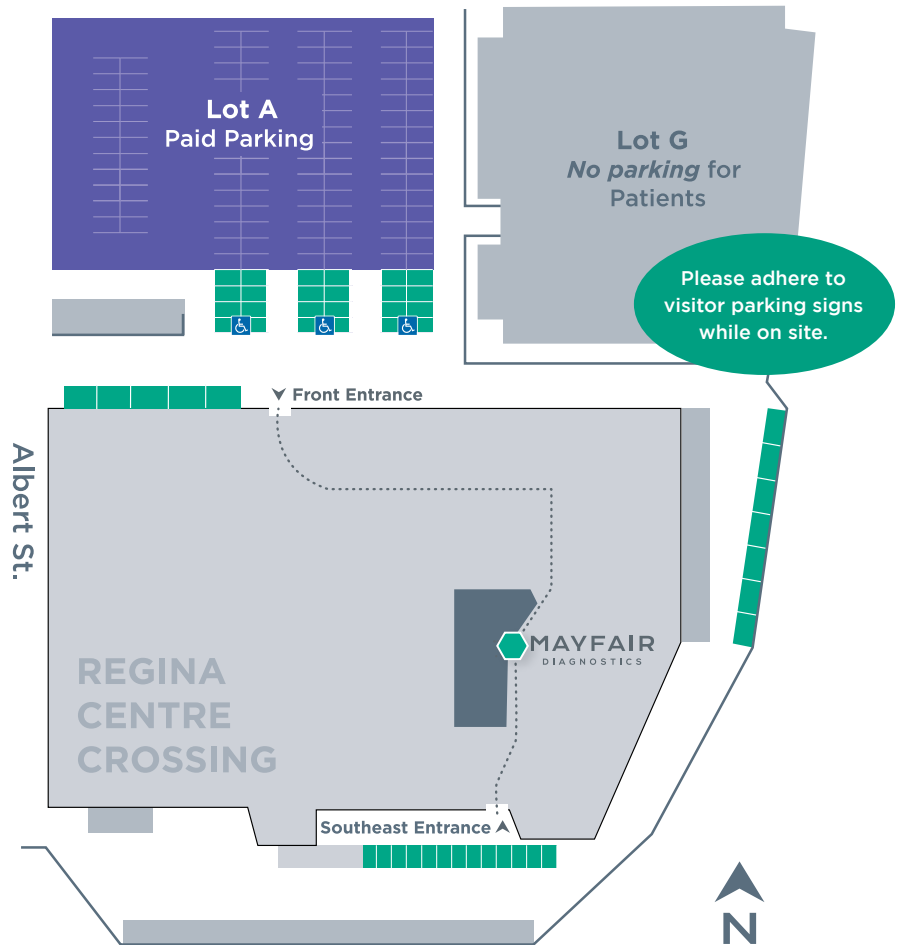 Lot A
Paid Parking
Lot G
No parking for
Patients
Please adhere to
visitor parking signs
while on site.
Front Entrance
Albert St.
MAYFAIR
DIAGNOSTICS
REGINA
CENTRE
CROSSING
Southeast Entrance
N